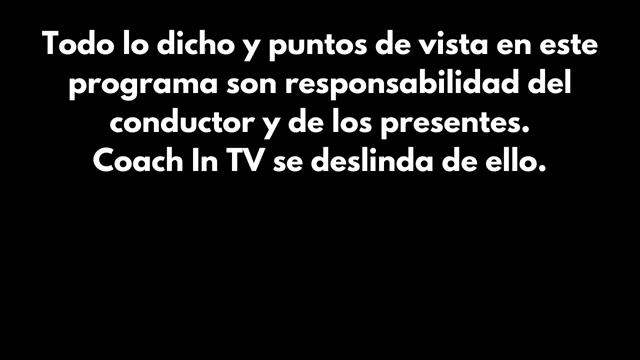 Todo lo dicho y puntos de vista en este
programa son responsabilidad del
conductor y de los presentes.
Coach In TV se deslinda de ello.